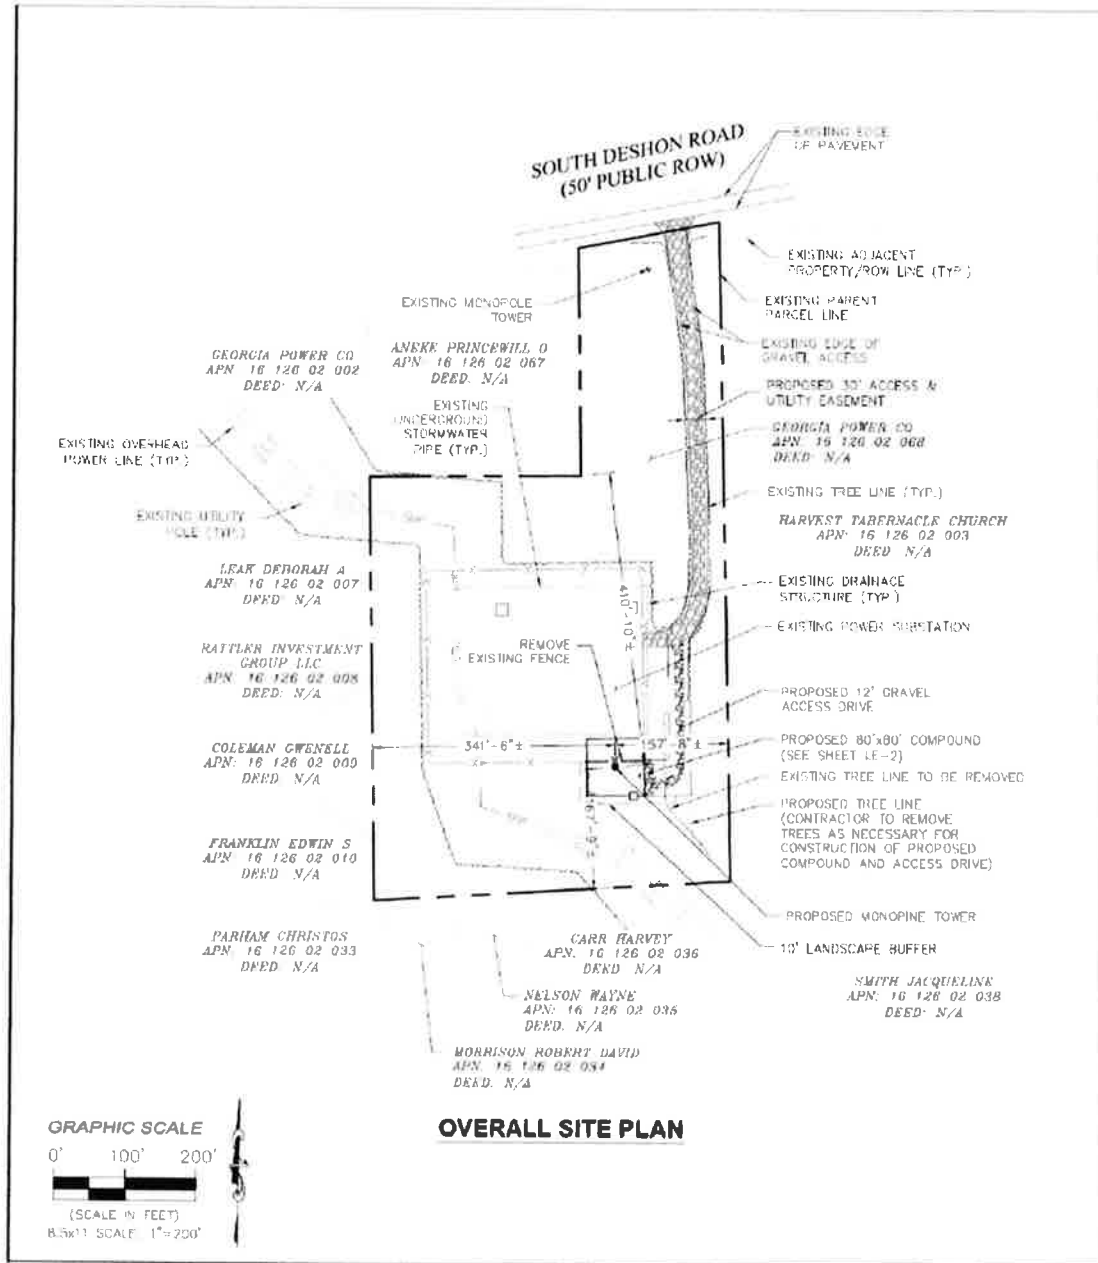 SOUTH DESHON ROAD
(50' PUBLIC ROW)
EXISTING EDGE
OF PAVEMENT
EXISTING ADJACENT
PROPERTY/ROW LINE (TYP.)
EXISTING MONOPOLE
TOWER
EXISTING PARENT
PARCEL LINE
EXISTING EDGE OF
GRAVEL ACCESS
GEORGIA POWER CO
APN: 16 126 02 002
DEED: N/A
ANEKE PRINCEWILL O
APN: 16 126 02 067
DEED: N/A
PROPOSED 30' ACCESS &
UTILITY EASEMENT
EXISTING
UNDERGROUND
STORMWATER
PIPE (TYP.)
GEORGIA POWER CO
APN: 16 126 02 068
DEED: N/A
EXISTING OVERHEAD
POWER LINE (TYP.)
EXISTING TREE LINE (TYP.)
EXISTING UTILITY
POLE (TYP.)
HARVEST TABERNACLE CHURCH
APN: 16 126 02 003
DEED: N/A
LEAK DEBORAH A
APN: 16 126 02 007
DEED: N/A
EXISTING DRAINAGE
STRUCTURE (TYP.)
410'-10"±
EXISTING POWER SUBSTATION
REMOVE
EXISTING FENCE
RATTLER INVESTMENT
GROUP LLC
APN: 16 126 02 008
DEED: N/A
PROPOSED 12' GRAVEL
ACCESS DRIVE
341'-6"±
157'-8"±
PROPOSED 80'x80' COMPOUND
(SEE SHEET LE-2)
COLEMAN GWENELL
APN: 16 126 02 009
DEED: N/A
EXISTING TREE LINE TO BE REMOVED
PROPOSED TREE LINE
(CONTRACTOR TO REMOVE
TREES AS NECESSARY FOR
CONSTRUCTION OF PROPOSED
COMPOUND AND ACCESS DRIVE)
FRANKLIN EDWIN S
APN: 16 126 02 010
DEED: N/A
PROPOSED MONOPINE TOWER
PARHAM CHRISTOS
APN: 16 126 02 033
DEED: N/A
CARR HARVEY
APN: 16 126 02 036
DEED: N/A
10' LANDSCAPE BUFFER
SMITH JACQUELINE
APN: 16 126 02 038
DEED: N/A
NELSON WAYNE
APN: 16 126 02 035
DEED: N/A
MORRISON ROBERT DAVID
APN: 16 126 02 034
DEED: N/A
OVERALL SITE PLAN
GRAPHIC SCALE
0' 100' 200'
(SCALE IN FEET)
8.5x11 SCALE: 1"=200'